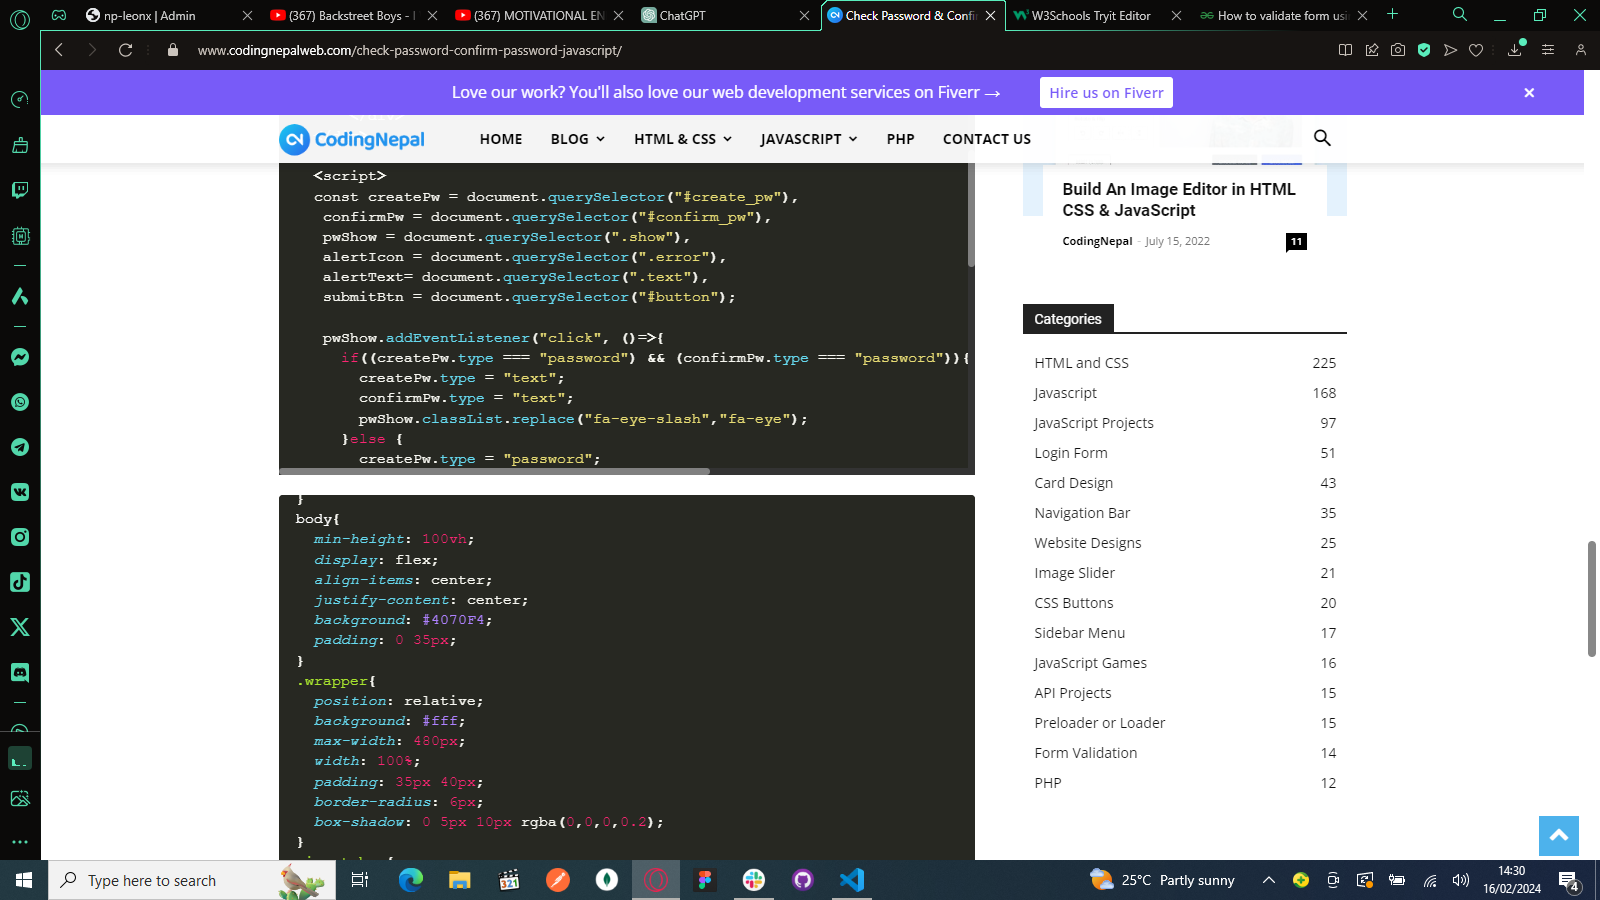 np-leonx | Admin
(367) Backstreet Boys -
(367) MOTIVATIONAL EN
ChatGPT
Check Password & Confir
W3Schools Tryit Editor
How to validate form usi
www.codingnepalweb.com/check-password-confirm-password-javascript/
Love our work? You'll also love our web development services on Fiverr →
Hire us on Fiverr
CodingNepal
HOME
BLOG
HTML & CSS
JAVASCRIPT
PHP
CONTACT US
<script>
const createPw = document.querySelector("#create_pw"),
confirmPw = document.querySelector("#confirm_pw"),
pwShow = document.querySelector(".show"),
alertIcon = document.querySelector(".error"),
alertText= document.querySelector(".text"),
submitBtn = document.querySelector("#button");
pwShow.addEventListener("click", ()=>{
if((createPw.type === "password") && (confirmPw.type === "password")){
createPw.type = "text";
confirmPw.type = "text";
pwShow.classList.replace("fa-eye-slash","fa-eye");
}else {
createPw.type = "password";
}
body{
min-height: 100vh;
display: flex;
align-items: center;
justify-content: center;
background: #4070F4;
padding: 0 35px;
}
.wrapper{
position: relative;
background: #fff;
max-width: 480px;
width: 100%;
padding: 35px 40px;
border-radius: 6px;
box-shadow: 0 5px 10px rgba(0,0,0,0.2);
}
Build An Image Editor in HTML
CSS & JavaScript
CodingNepal - July 15, 2022
11
Categories
HTML and CSS 225
Javascript 168
JavaScript Projects 97
Login Form 51
Card Design 43
Navigation Bar 35
Website Designs 25
Image Slider 21
CSS Buttons 20
Sidebar Menu 17
JavaScript Games 16
API Projects 15
Preloader or Loader 15
Form Validation 14
PHP 12
Type here to search
321
25°C Partly sunny
14:30
16/02/2024
4